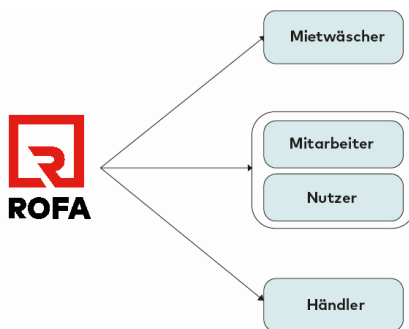 Mietwäscher
Mitarbeiter
Nutzer
ROFA
Händler